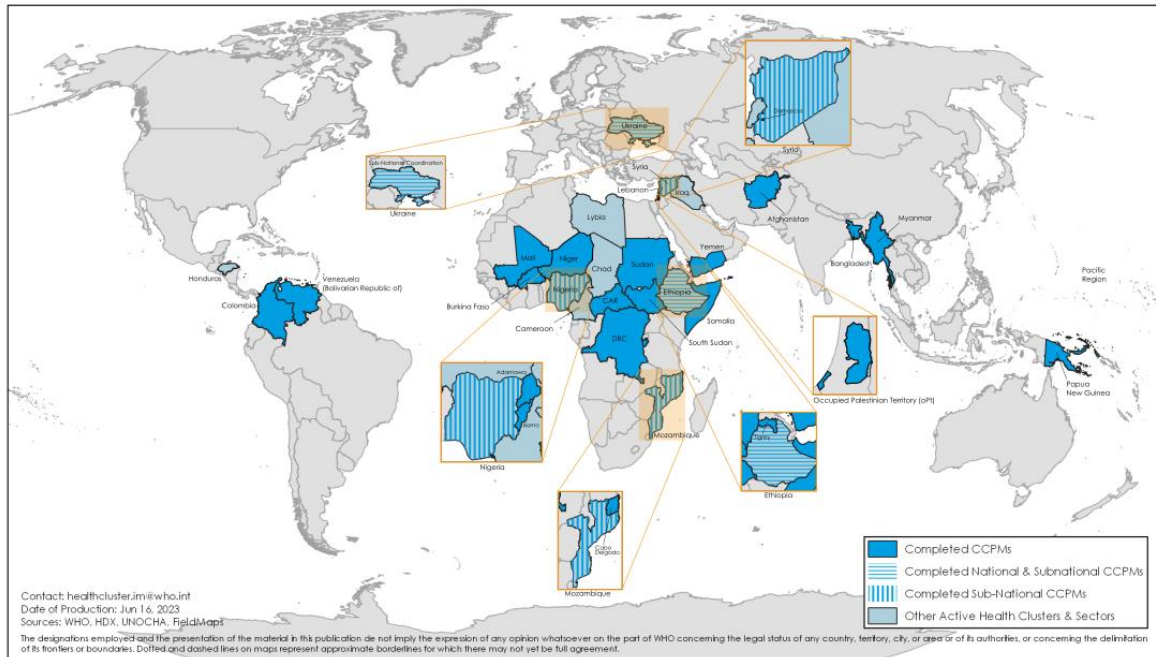 Damascus
Syria
Ukraine
Sub-National Coordination
Ukraine
Syria
Lebanon
Iraq
Afghanistan
Myanmar
Lybia
Yemen
Bangladesh
Honduras
Mali
Niger
Chad
Sudan
Pacific
Region
Venezuela
(Bolivarian Republic of)
Colombia
Nigeria
Ethiopia
Burkina Faso
CAR
Cameroon
Somalia
South Sudan
DRC
Papua
New Guinea
Occupied Palestinian Territory (oPt)
Adamawa
Borno
Nigeria
Mozambique
Tigray
Ethiopia
Cabo
Delgado
Mozambique
Completed CCPMs
Completed National & Subnational CCPMs
Completed Sub-National CCPMs
Other Active Health Clusters & Sectors
Contact: healthcluster.im@who.int
Date of Production: Jun 16, 2023
Sources: WHO, HDX, UNOCHA, FieldMaps
The designations employed and the presentation of the material in this publication do not imply the expression of any opinion whatsoever on the part of WHO concerning the legal status of any country, territory, city, or area or of its authorities, or concerning the delimitation
of its frontiers or boundaries. Dotted and dashed lines on maps represent approximate borderlines for which there may not yet be full agreement.